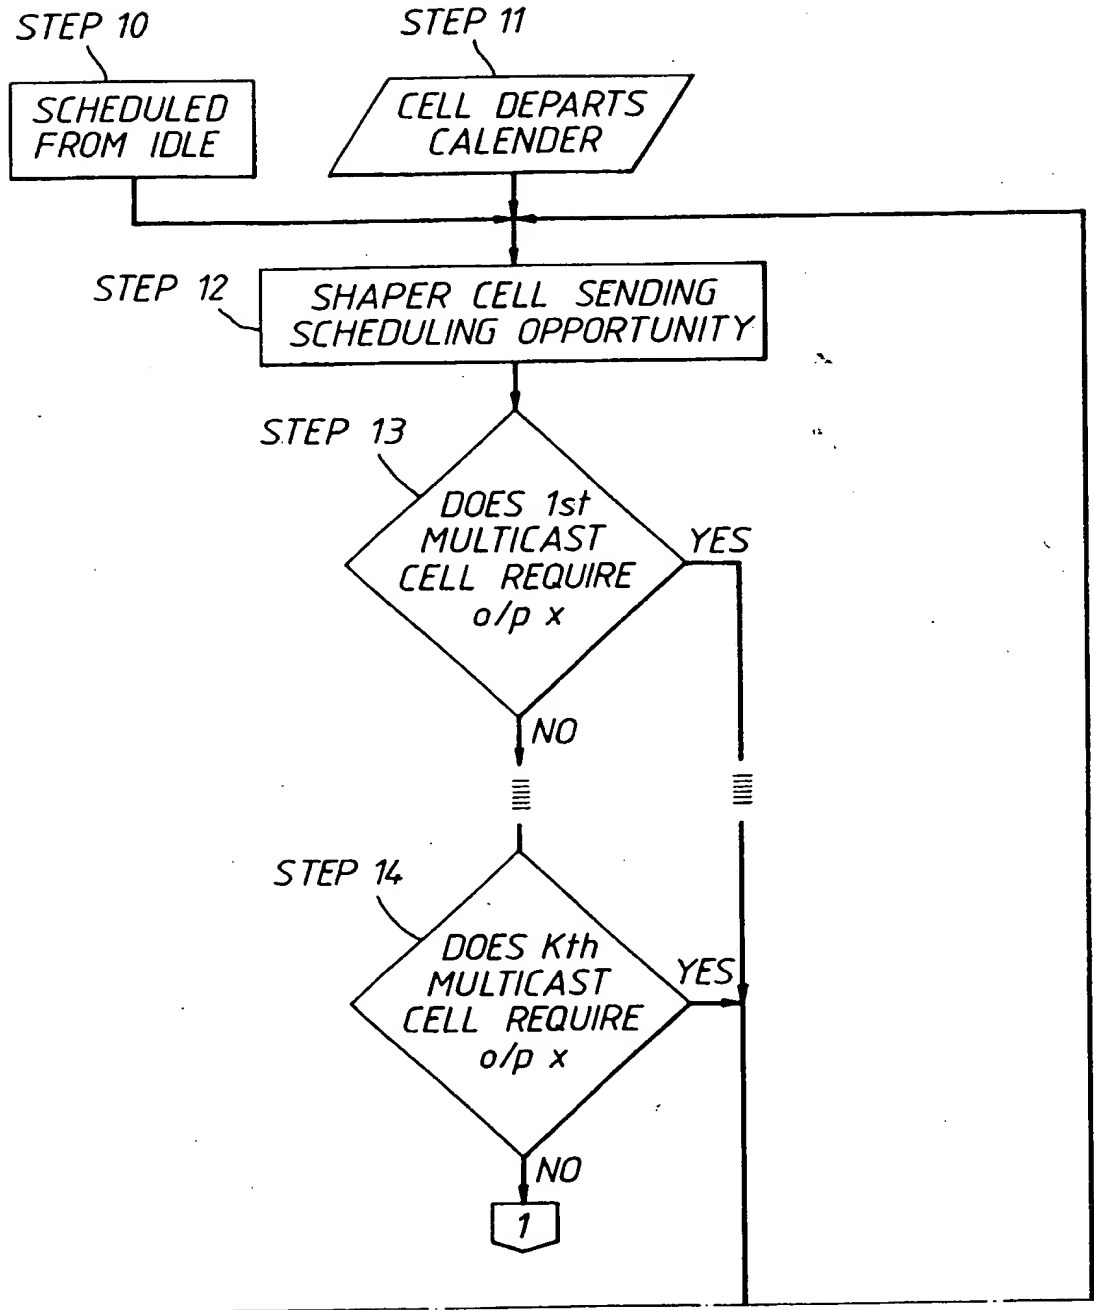 STEP 10
STEP 11
SCHEDULED
FROM IDLE
CELL DEPARTS
CALENDER
STEP 12
SHAPER CELL SENDING
SCHEDULING OPPORTUNITY
STEP 13
DOES 1st
MULTICAST
CELL REQUIRE
o/p x
YES
NO
STEP 14
DOES Kth
MULTICAST
CELL REQUIRE
o/p x
YES
NO
1